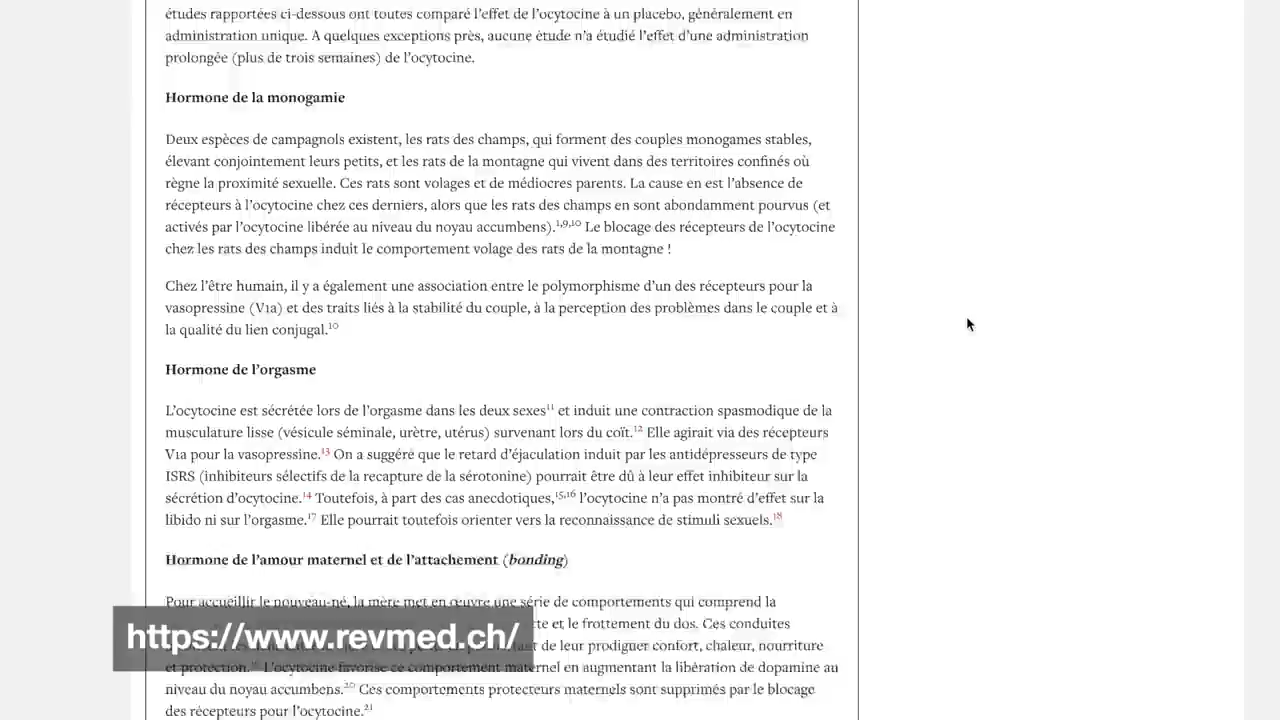 études rapportées ci-dessous ont toutes comparé l'effet de l'ocytocine à un placebo, généralement en
administration unique. A quelques exceptions près, aucune étude n'a étudié l'effet d'une administration
prolongée (plus de trois semaines) de l'ocytocine.
Hormone de la monogamie
Deux espèces de campagnols existent, les rats des champs, qui forment des couples monogames stables,
élevant conjointement leurs petits, et les rats de la montagne qui vivent dans des territoires confinés où
règne la proximité sexuelle. Ces rats sont volages et de médiocres parents. La cause en est l'absence de
récepteurs à l'ocytocine chez ces derniers, alors que les rats des champs en sont abondamment pourvus (et
activés par l'ocytocine libérée au niveau du noyau accumbens).1,9,10 Le blocage des récepteurs de l'ocytocine
chez les rats des champs induit le comportement volage des rats de la montagne !
Chez l'être humain, il y a également une association entre le polymorphisme d'un des récepteurs pour la
vasopressine (V1a) et des traits liés à la stabilité du couple, à la perception des problèmes dans le couple et à
la qualité du lien conjugal.10
Hormone de l'orgasme
L'ocytocine est sécrétée lors de l'orgasme dans les deux sexes11 et induit une contraction spasmodique de la
musculature lisse (vésicule séminale, urètre, utérus) survenant lors du coït.12 Elle agirait via des récepteurs
V1a pour la vasopressine.13 On a suggéré que le retard d'éjaculation induit par les antidépresseurs de type
ISRS (inhibiteurs sélectifs de la recapture de la sérotonine) pourrait être dû à leur effet inhibiteur sur la
sécrétion d'ocytocine.14 Toutefois, à part des cas anecdotiques,15,16 l'ocytocine n'a pas montré d'effet sur la
libido ni sur l'orgasme.17 Elle pourrait toutefois orienter vers la reconnaissance de stimuli sexuels.18
Hormone de l'amour maternel et de l'attachement (bonding)
Pour accueillir le nouveau-né, la mère met en œuvre une série de comportements qui comprend la
et le frottement du dos. Ces conduites
https://www.revmed.ch/
de leur prodiguer confort, chaleur, nourriture
et protection. L'ocytocine favorise ce comportement maternel en augmentant la libération de dopamine au
niveau du noyau accumbens.20 Ces comportements protecteurs maternels sont supprimés par le blocage
des récepteurs pour l'ocytocine.21